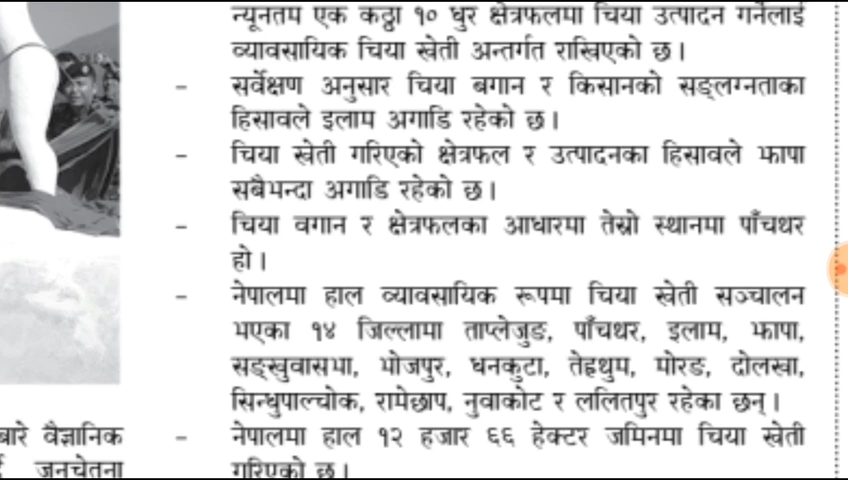 न्यूनतम एक कठ्ठा १० धुर क्षेत्रफलमा चिया उत्पादन गर्नेलाई
व्यावसायिक चिया खेती अन्तर्गत राखिएको छ ।
- सर्वेक्षण अनुसार चिया बगान र किसानको सङ्लग्नताका
हिसावले इलाम अगाडि रहेको छ ।
- चिया खेती गरिएको क्षेत्रफल र उत्पादनका हिसावले झापा
सबैभन्दा अगाडि रहेको छ ।
- चिया वगान र क्षेत्रफलका आधारमा तेस्रो स्थानमा पाँचथर
हो ।
- नेपालमा हाल व्यावसायिक रूपमा चिया खेती सञ्चालन
भएका १४ जिल्लामा ताप्लेजुङ, पाँचथर, इलाम, झापा,
सङ्खुवासभा, भोजपुर, धनकुटा, तेह्रथुम, मोरङ, दोलखा,
सिन्धुपाल्चोक, रामेछाप, नुवाकोट र ललितपुर रहेका छन् ।
- नेपालमा हाल १२ हजार ६६ हेक्टर जमिनमा चिया खेती
गरिएको छ ।
बारे वैज्ञानिक
जनचेतना